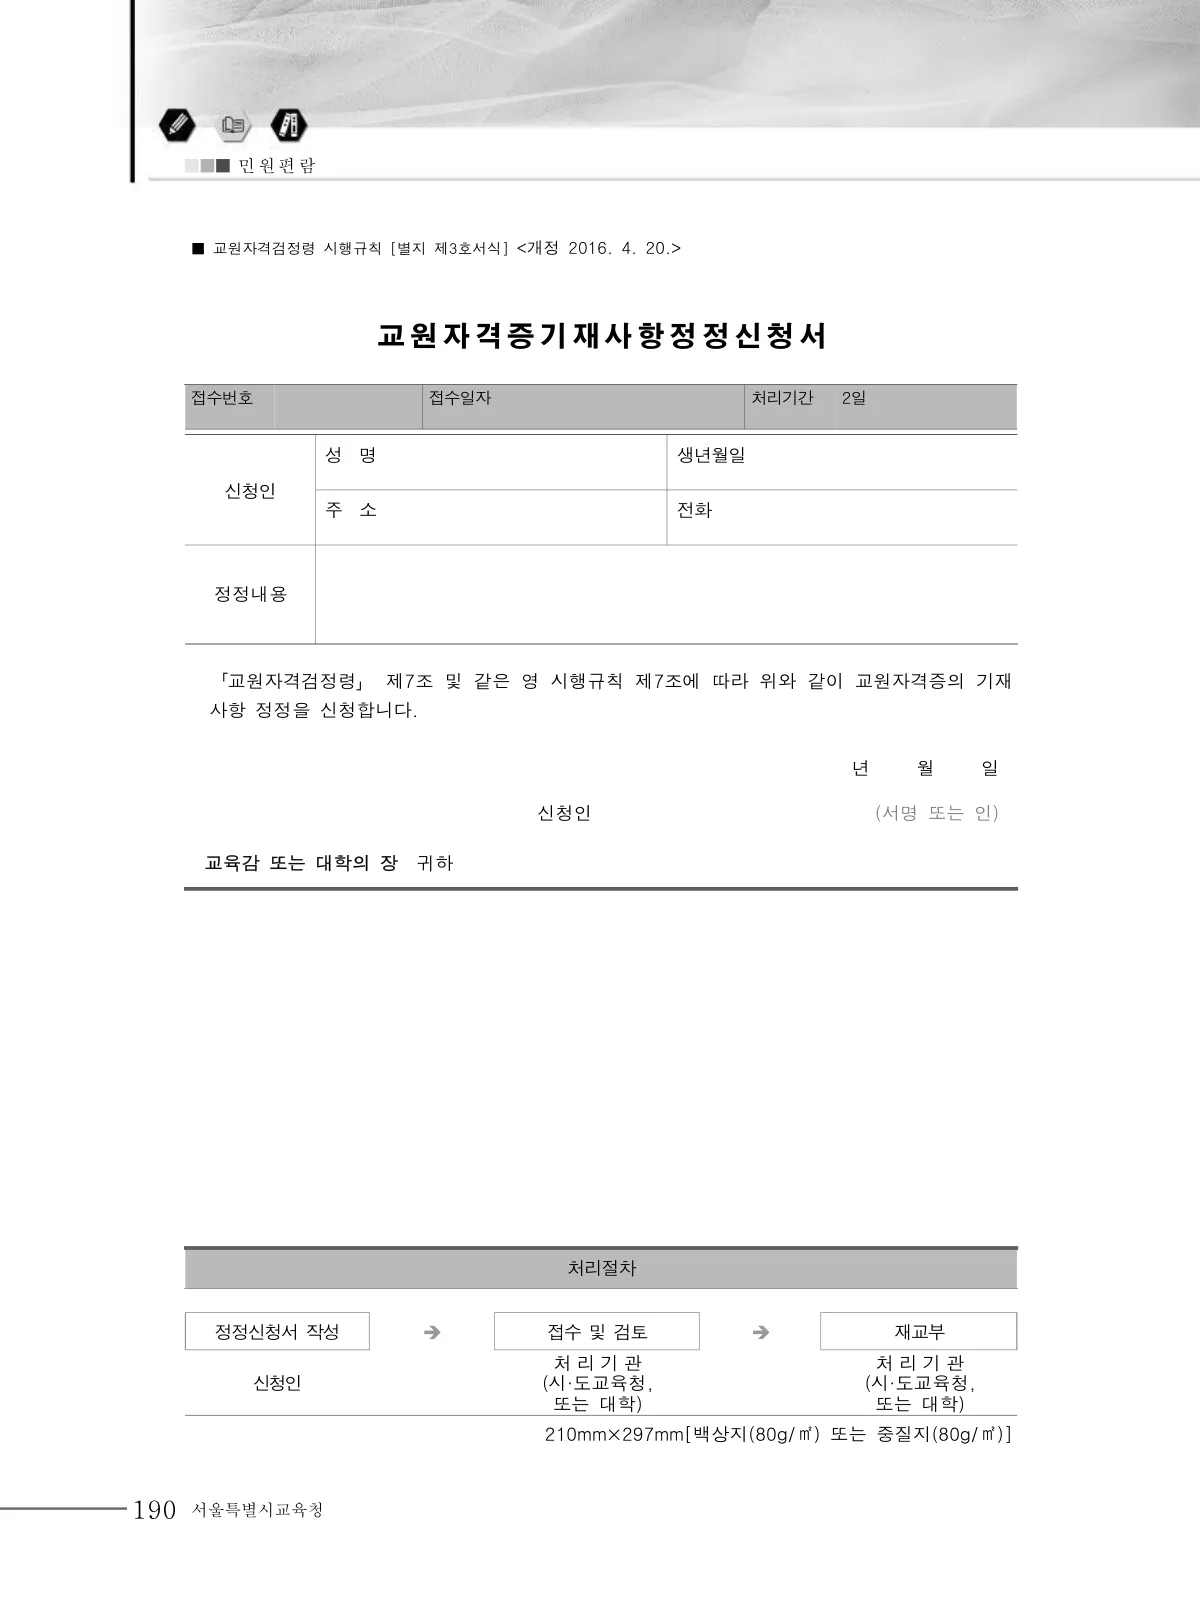 민원편람
■ 교원자격검정령 시행규칙 [별지 제3호서식] <개정 2016. 4. 20.>
교원자격증기재사항정정신청서
접수번호 접수일자 처리기간 2일
신청인
성 명 생년월일
주 소 전화
정정내용
「교원자격검정령」 제7조 및 같은 영 시행규칙 제7조에 따라 위와 같이 교원자격증의 기재
사항 정정을 신청합니다.
년 월 일
신청인 (서명 또는 인)
교육감 또는 대학의 장 귀하
처리절차
정정신청서 작성 ➔ 접수 및 검토 ➔ 재교부
신청인
처 리 기 관
(시·도교육청,
또는 대학)
처 리 기 관
(시·도교육청,
또는 대학)
210mm×297mm[백상지(80g/㎡) 또는 중질지(80g/㎡)]
190 서울특별시교육청